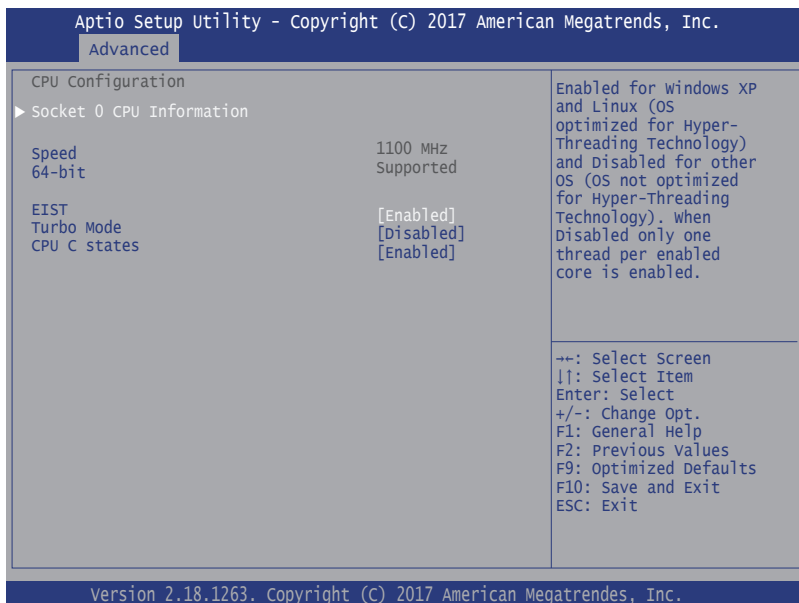 Aptio Setup Utility - Copyright (C) 2017 American Megatrends, Inc.
Advanced
CPU Configuration
▶ Socket 0 CPU Information
Speed 1100 MHz
64-bit Supported
EIST [Enabled]
Turbo Mode [Disabled]
CPU C states [Enabled]
Enabled for Windows XP
and Linux (OS
optimized for Hyper-
Threading Technology)
and Disabled for other
OS (OS not optimized
for Hyper-Threading
Technology). When
Disabled only one
thread per enabled
core is enabled.
→←: Select Screen
↓↑: Select Item
Enter: Select
+/-: Change Opt.
F1: General Help
F2: Previous Values
F9: Optimized Defaults
F10: Save and Exit
ESC: Exit
Version 2.18.1263. Copyright (C) 2017 American Megatrendes, Inc.